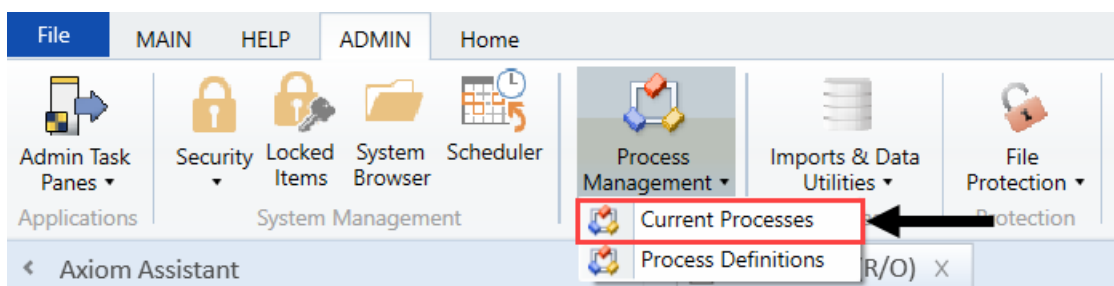 File MAIN HELP ADMIN Home
Admin Task Panes
Security
Locked Items
System Browser
Scheduler
Process Management
Imports & Data Utilities
File Protection
Applications
System Management
Current Processes
otection
Process Definitions
Axiom Assistant
R/O)